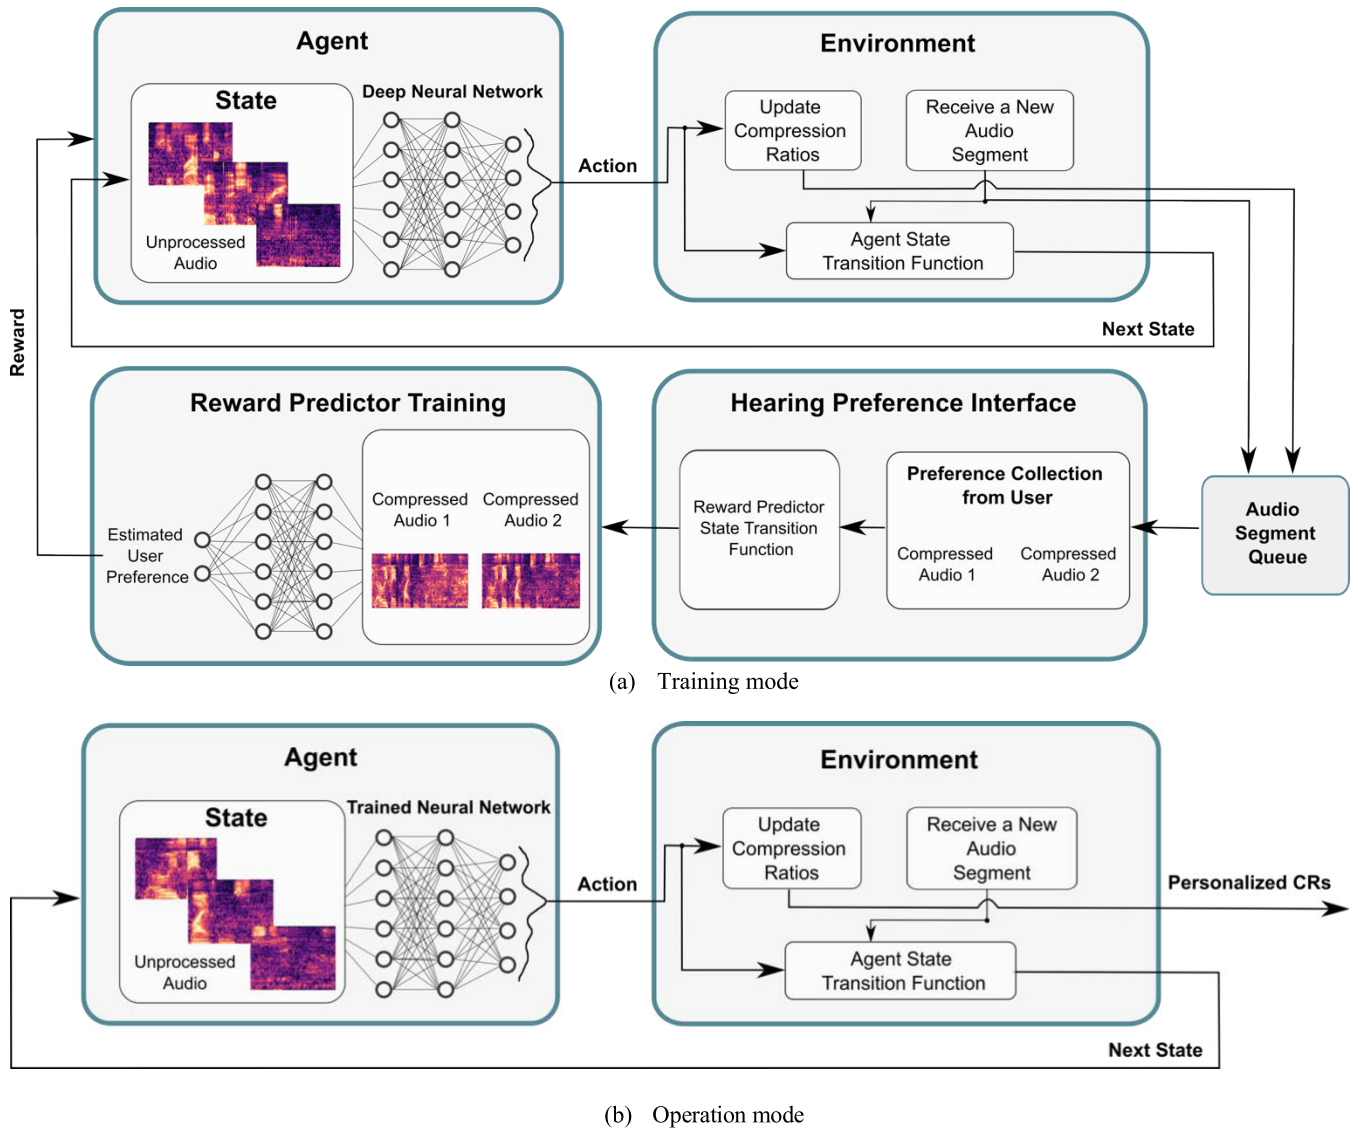 Agent
State
Unprocessed
Audio
Deep Neural Network
Action
Environment
Update
Compression
Ratios
Receive a New
Audio
Segment
Agent State
Transition Function
Next State
Reward
Reward Predictor Training
Estimated
User
Preference
Compressed
Audio 1
Compressed
Audio 2
Hearing Preference Interface
Reward Predictor
State Transition
Function
Preference Collection
from User
Compressed
Audio 1
Compressed
Audio 2
Audio
Segment
Queue
(a) Training mode
Agent
State
Unprocessed
Audio
Trained Neural Network
Action
Environment
Update
Compression
Ratios
Receive a New
Audio
Segment
Agent State
Transition Function
Personalized CRs
Next State
(b) Operation mode